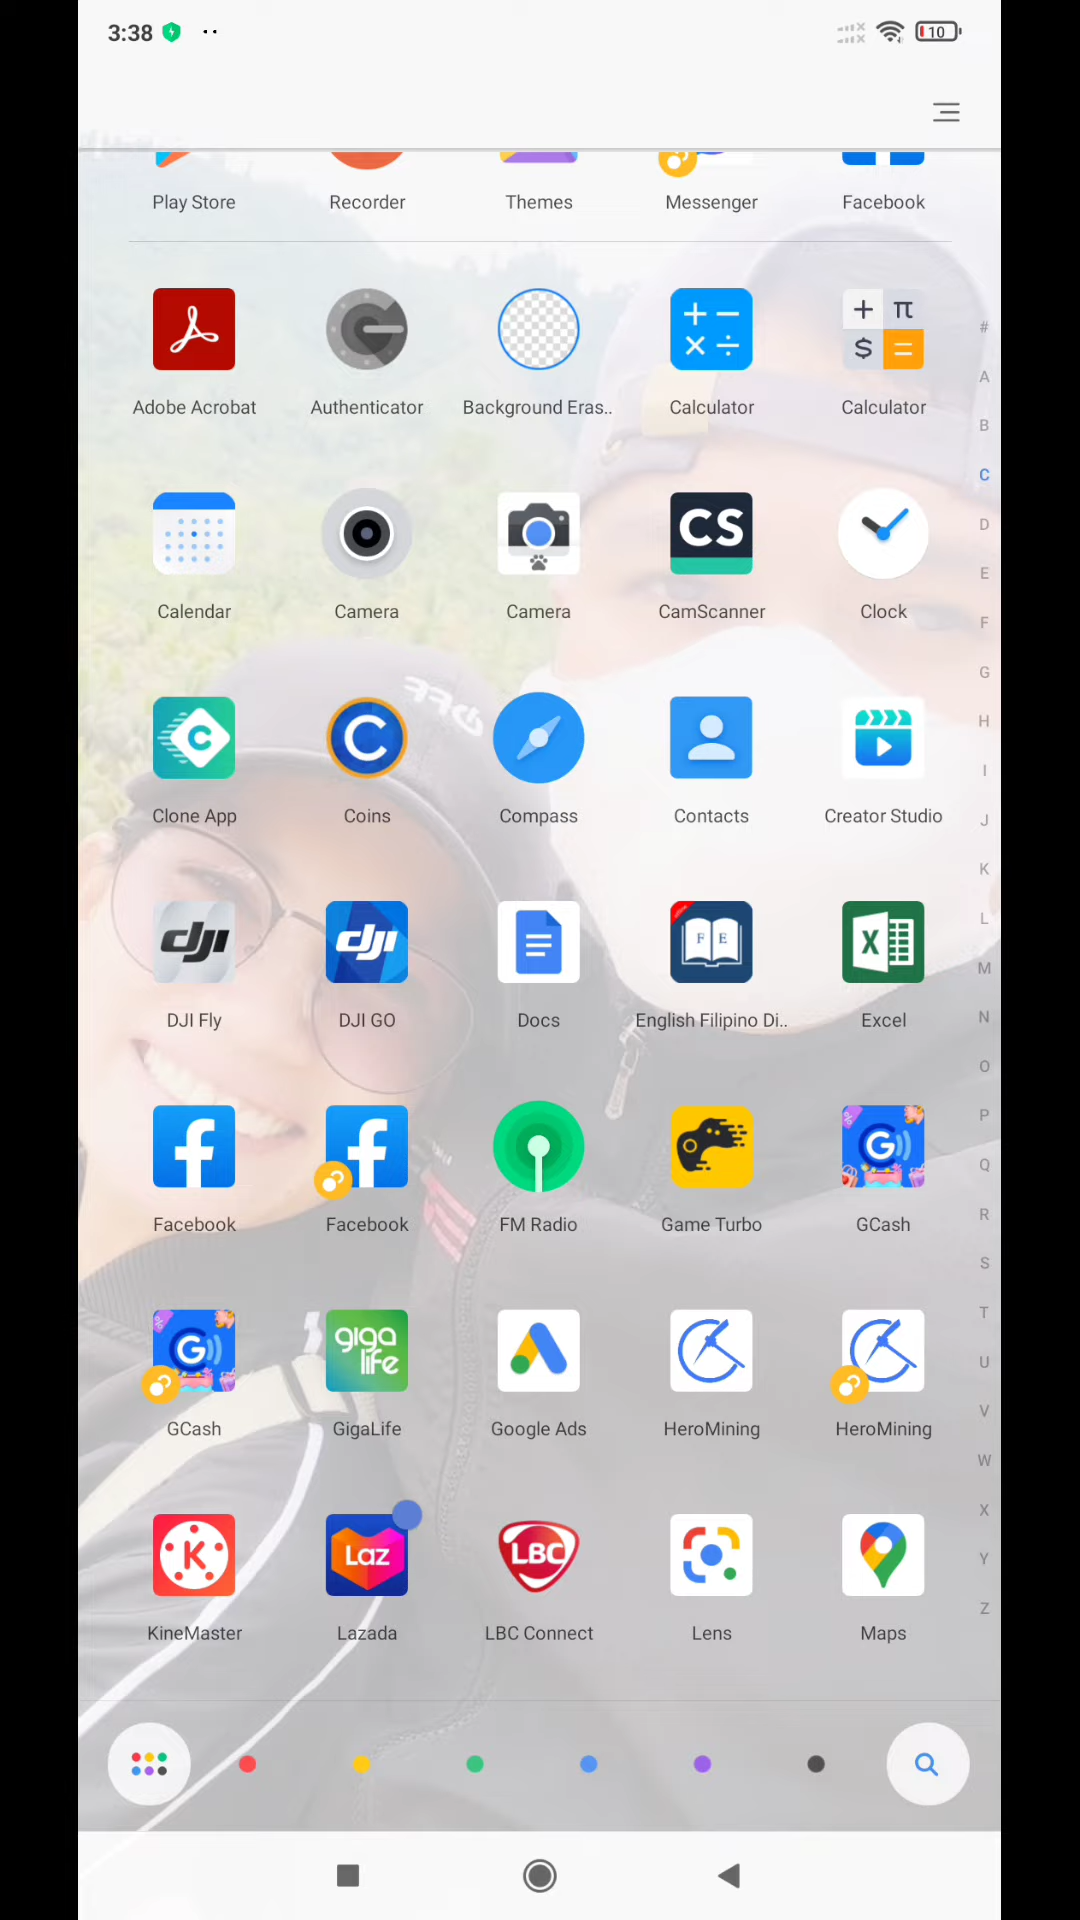 3:38
10
Play Store Recorder Themes Messenger Facebook
#
Adobe Acrobat Authenticator Background Eras.. Calculator Calculator
A
B
CS
C
D
Calendar Camera Camera CamScanner Clock
E
F
G
H
C C
I
Clone App Coins Compass Contacts Creator Studio
J
K
L
dji dji F E X
M
DJI Fly DJI GO Docs English Filipino Di.. Excel
N
O
P
G
Q
Facebook Facebook FM Radio Game Turbo GCash
R
S
T
G giga life
U
GCash GigaLife Google Ads HeroMining HeroMining
V
W
X
K Laz LBC
Y
KineMaster Lazada LBC Connect Lens Maps
Z